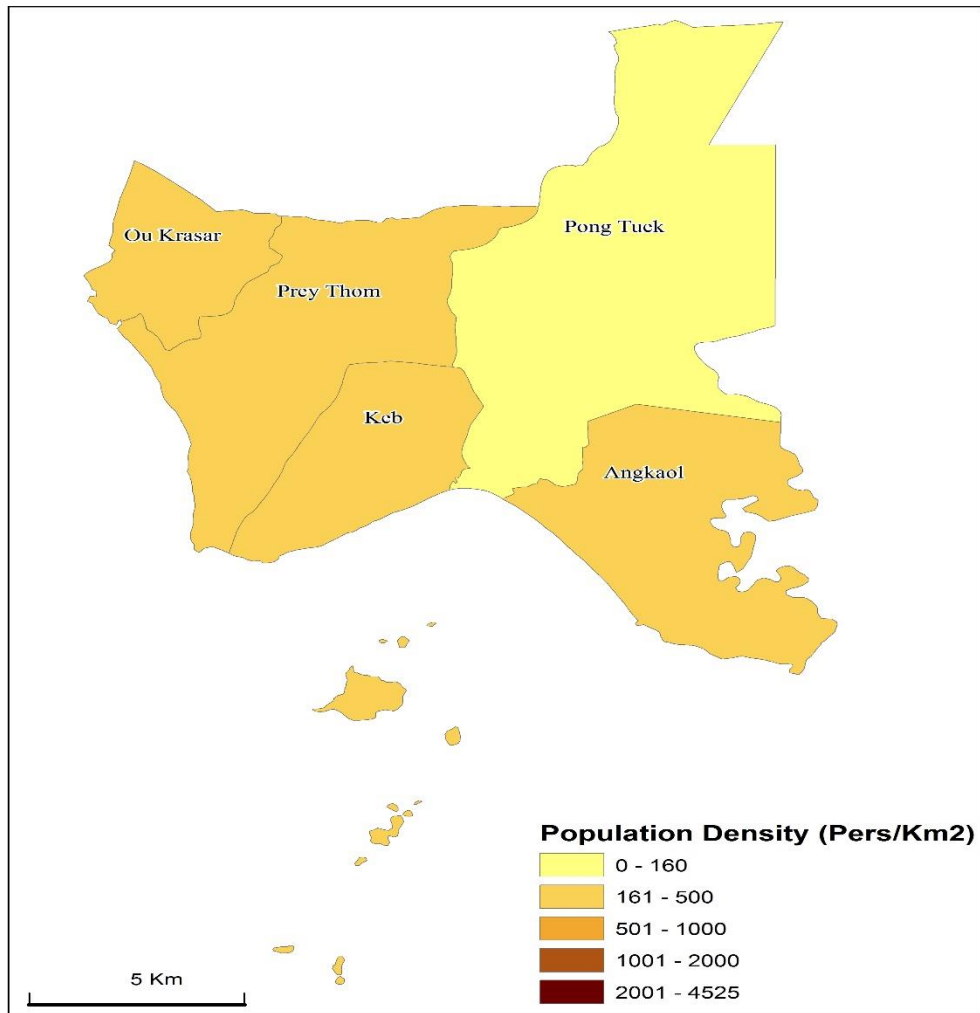 Pong Tuek
Ou Krasar
Prey Thom
Keb
Angkaol
Population Density (Pers/Km2)
0 - 160
161 - 500
501 - 1000
1001 - 2000
2001 - 4525
5 Km